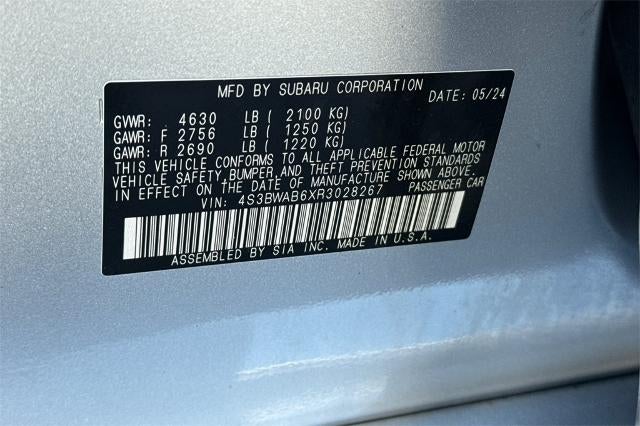 MFD BY SUBARU CORPORATION
DATE: 05/24
GVWR: 4630 LB ( 2100 KG)
GAWR: F 2756 LB ( 1250 KG)
GAWR: R 2690 LB ( 1220 KG)
THIS VEHICLE CONFORMS TO ALL APPLICABLE FEDERAL MOTOR
VEHICLE SAFETY, BUMPER, AND THEFT PREVENTION STANDARDS
IN EFFECT ON THE DATE OF MANUFACTURE SHOWN ABOVE.
VIN: 4S3BWAB6XR3028267 PASSENGER CAR
ASSEMBLED BY SIA INC. MADE IN U.S.A.